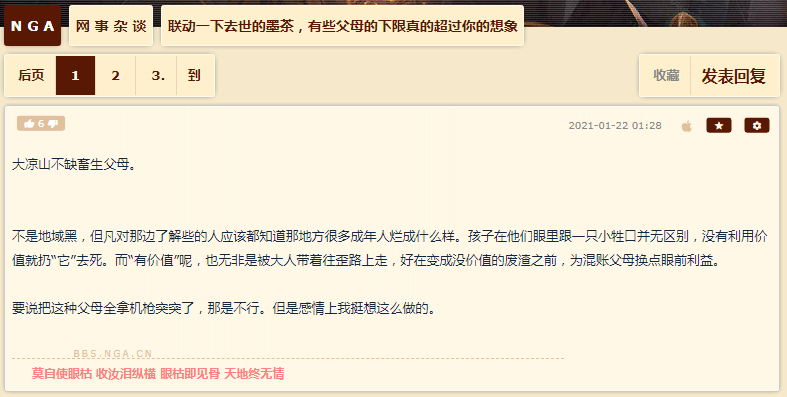 NGA 网事杂谈 联动一下去世的墨茶，有些父母的下限真的超过你的想象
后页 1 2 3. 到 收藏 发表回复
6 2021-01-22 01:28
大凉山不缺畜生父母。
不是地域黑，但凡对那边了解些的人应该都知道那地方很多成年人烂成什么样。孩子在他们眼里跟一只小牲口并无区别，没有利用价
值就扔“它”去死。而“有价值”呢，也无非是被大人带着往歪路上走，好在变成没价值的废渣之前，为混账父母换点眼前利益。
要说把这种父母全拿机枪突突了，那是不行。但是感情上我挺想这么做的。
BBS.NGA.CN
莫自使眼枯 收汝泪纵横 眼枯即见骨 天地终无情